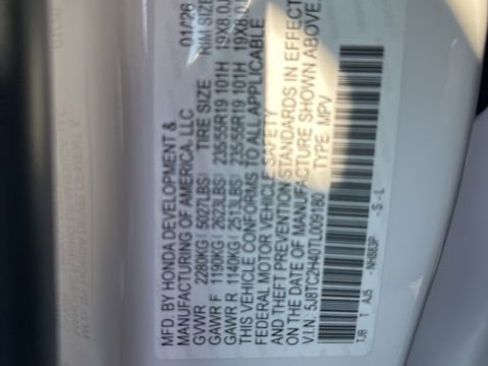 MFD. BY HONDA DEVELOPMENT &
MANUFACTURING OF AMERICA, LLC 01/26
GVWR 2280KG ( 5027LBS) TIRE SIZE RIM SIZE
GAWR F 1190KG ( 2623LBS) 235/55R19 101H 19X8.0J
GAWR R 1140KG ( 2513LBS) 235/55R19 101H 19X8.0J
THIS VEHICLE CONFORMS TO ALL APPLICABLE
FEDERAL MOTOR VEHICLE SAFETY
AND THEFT PREVENTION STANDARDS IN EFFECT
ON THE DATE OF MANUFACTURE SHOWN ABOVE.
V.I.N. 5J8TC2H40TL009180 TYPE: MPV
TJB T AJ5 -NH883P -S-L